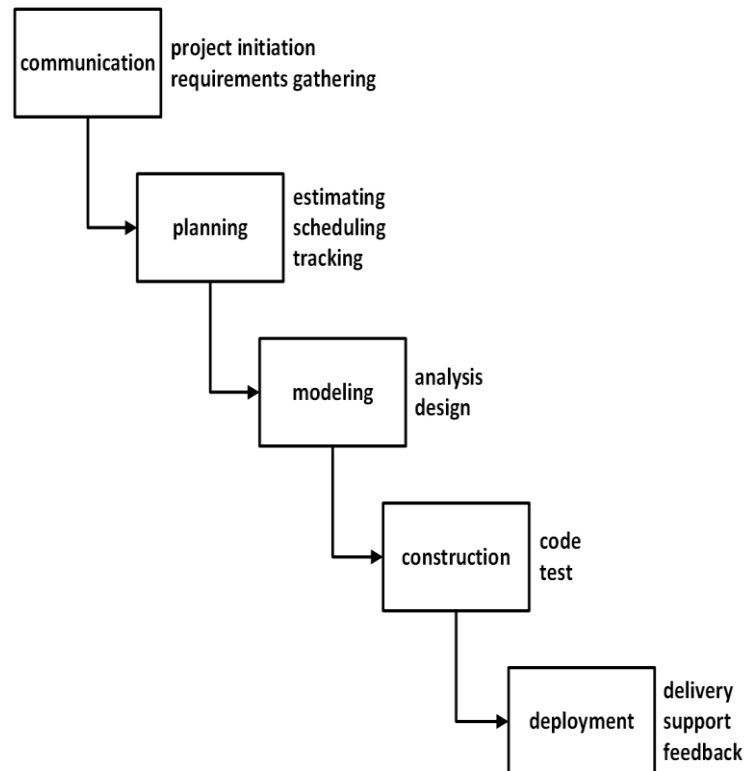 communication
project initiation
requirements gathering
planning
estimating
scheduling
tracking
modeling
analysis
design
construction
code
test
deployment
delivery
support
feedback